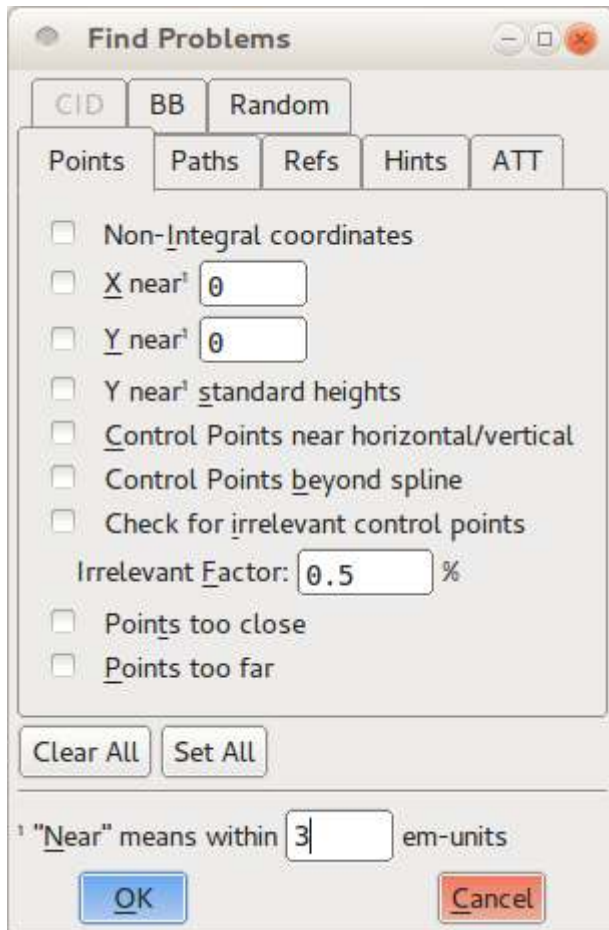 Find Problems
CID BB Random
Points Paths Refs Hints ATT
Non-Integral coordinates
X near¹ 0
Y near¹ 0
Y near¹ standard heights
Control Points near horizontal/vertical
Control Points beyond spline
Check for irrelevant control points
Irrelevant Factor: 0.5 %
Points too close
Points too far
Clear All Set All
¹ "Near" means within 3 em-units
OK Cancel